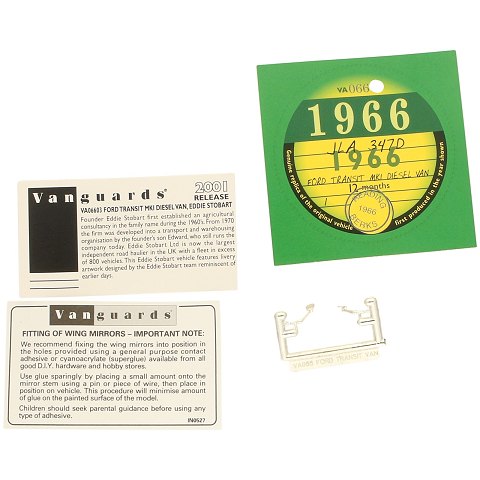 Vanguards®
2001
RELEASE
VA06603 FORD TRANSIT MKI DIESEL VAN, EDDIE STOBART
Founder Eddie Stobart first established an agricultural
consultancy in the family name during the 1960's. From 1970
the firm was developed into a transport and warehousing
organisation by the founder's son Edward, who still runs the
company today. Eddie Stobart Ltd is now the largest
independent road haulier in the UK with a fleet in excess
of 800 vehicles. This Eddie Stobart vehicle features livery
artwork designed by the Eddie Stobart team reminiscent of
earlier days.
Vanguards®
FITTING OF WING MIRRORS – IMPORTANT NOTE:
We recommend fixing the wing mirrors into position in
the holes provided using a general purpose contact
adhesive or cyanoacrylate (superglue) available from all
good D.I.Y. hardware and hobby stores.
Use glue sparingly by placing a small amount onto the
mirror stem using a pin or piece of wire, then place in
position on vehicle. This procedure will minimise amount
of glue on the painted surface of the model.
Children should seek parental guidance before using any
type of adhesive.
IN0527
VA066
1966
JLA 347D
1966
FORD TRANSIT MK1 DIESEL VAN
12 months
READING
1966
BERKS
Genuine replica of the original vehicle first produced in the year shown
VA066 FORD TRANSIT VAN